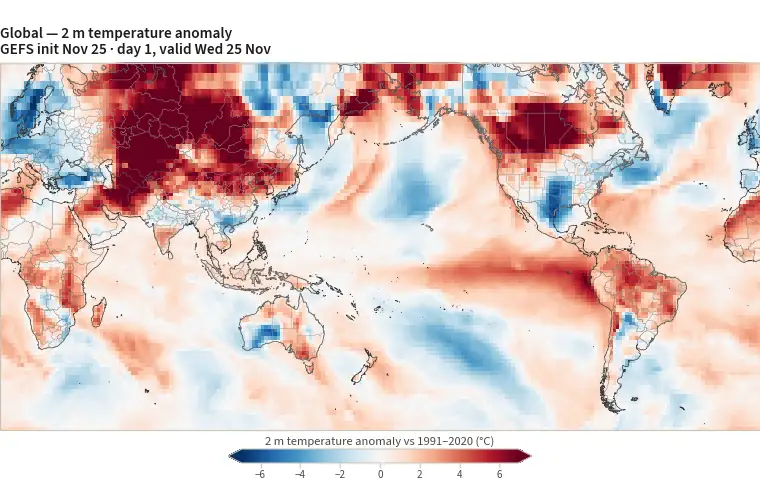 Global — 2 m temperature anomaly
GEFS init Nov 25 · day 1, valid Wed 25 Nov
2 m temperature anomaly vs 1991–2020 (°C)
−6 −4 −2 0 2 4 6